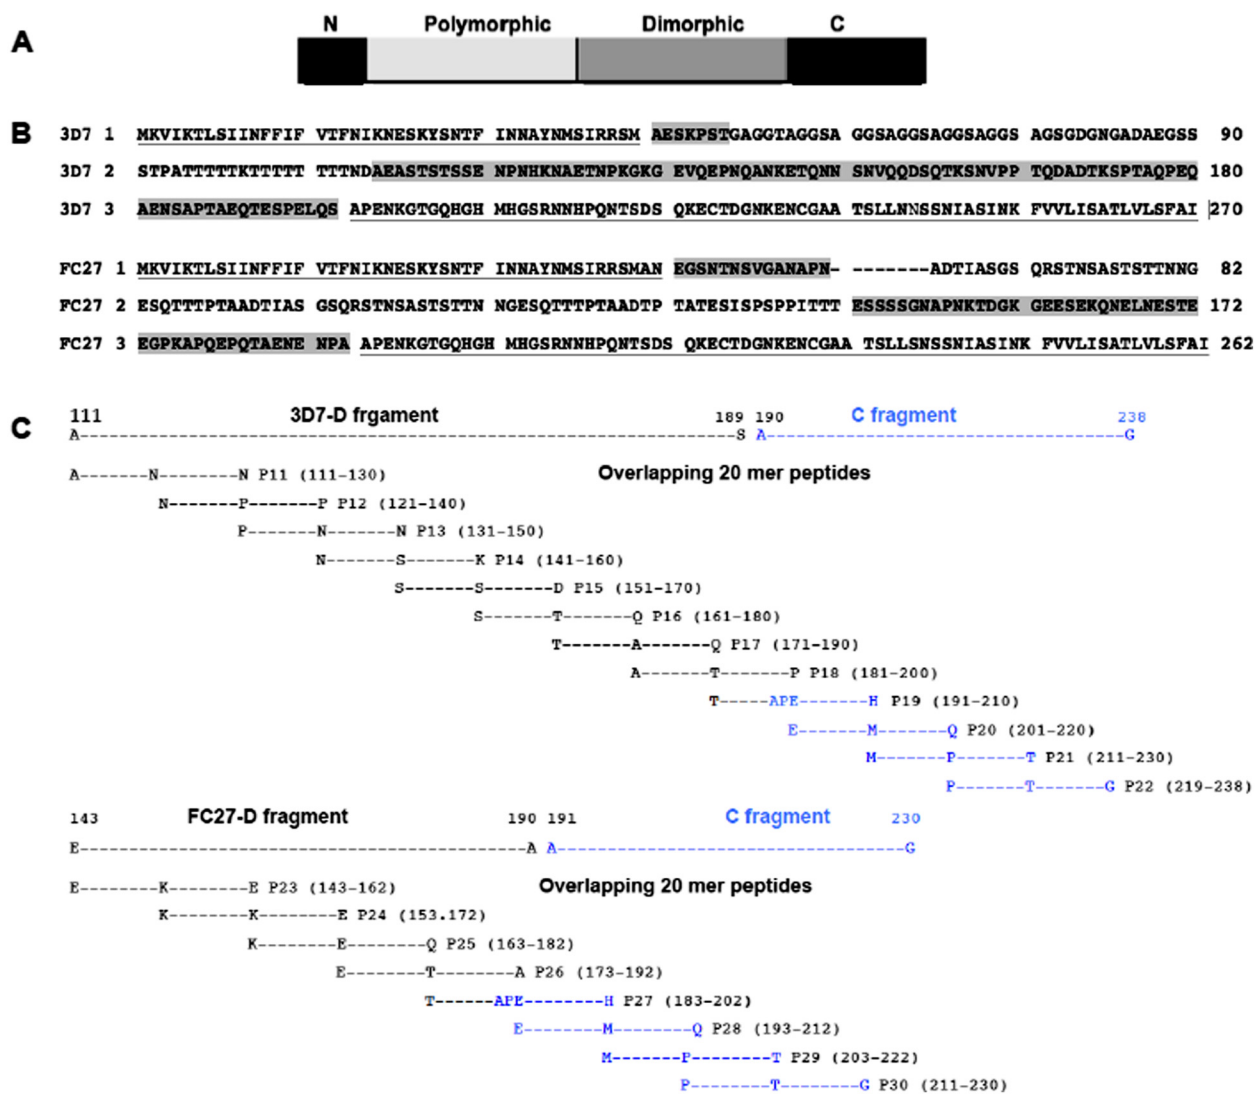 A N Polymorphic Dimorphic C
B 3D7 1 MKVIKTLSIINFFIF VTFNIKNESKYSNTF INNAYNMSIRRSM AESKPSTGAGGTAGGSA GGSAGGSAGGSAGGSA GSGDGNGADAEGSS 90
3D7 2 STPATTTTTTKTTTTT TTTNDAEASTSTSSE NPNHKNAETNPKGKG EVQEPNQANKETQNN SNVQQDSQTKSNVPP TQDADTKSPTAQPEQ 180
3D7 3 AENSAPTAEQTESPELQS APENKGTGQHGH MHGSRNNHPQNTSDS QKECTDGNKENCGAA TSLLNNSSNIASINK FVVLISATLVLSFAI 270
FC27 1 MKVIKTLSIINFFIF VTFNIKNESKYSNTF INNAYNMSIRRSMAN EGSNTNSVGANAPN- --------ADTIASGS QRSTNSASTSTTNNG 82
FC27 2 ESQTTTPTAADTIAS GSQRSTNSASTSTTN NGESQTTTPTAADTP TATESISPSPPITTT ESSSSGNAPNKTDGK GEESEKQNELNESTE 172
FC27 3 EGPKAPQEPQTAENE NPA APENKGTGQHGH MHGSRNNHPQNTSDS QKECTDGNKENCGAA TSLLSNSSNIASINK FVVLISATLVLSFAI 262
C 111 3D7-D frgament 189 190 C fragment 238
A------------------------------------------------------------S A----------------------------------G
A-------N--------N P11 (111-130) Overlapping 20 mer peptides
N-------P-------P P12 (121-140)
P-------N-------N P13 (131-150)
N-------S-------K P14 (141-160)
S-------S-------D P15 (151-170)
S-------T-------Q P16 (161-180)
T-------A-------Q P17 (171-190)
A-------T-------P P18 (181-200)
T-----APE-------H P19 (191-210)
E-------M-------Q P20 (201-220)
M-------P-------T P21 (211-230)
P-------T-------G P22 (219-238)
143 FC27-D fragment 190 191 C fragment 230
E-----------------------------------------A A---------------------------------G
E--------K--------E P23 (143-162) Overlapping 20 mer peptides
K--------K--------E P24 (153.172)
K--------E--------Q P25 (163-182)
E--------T--------A P26 (173-192)
T------APE--------H P27 (183-202)
E--------M--------Q P28 (193-212)
M-------P--------T P29 (203-222)
P--------T--------G P30 (211-230)